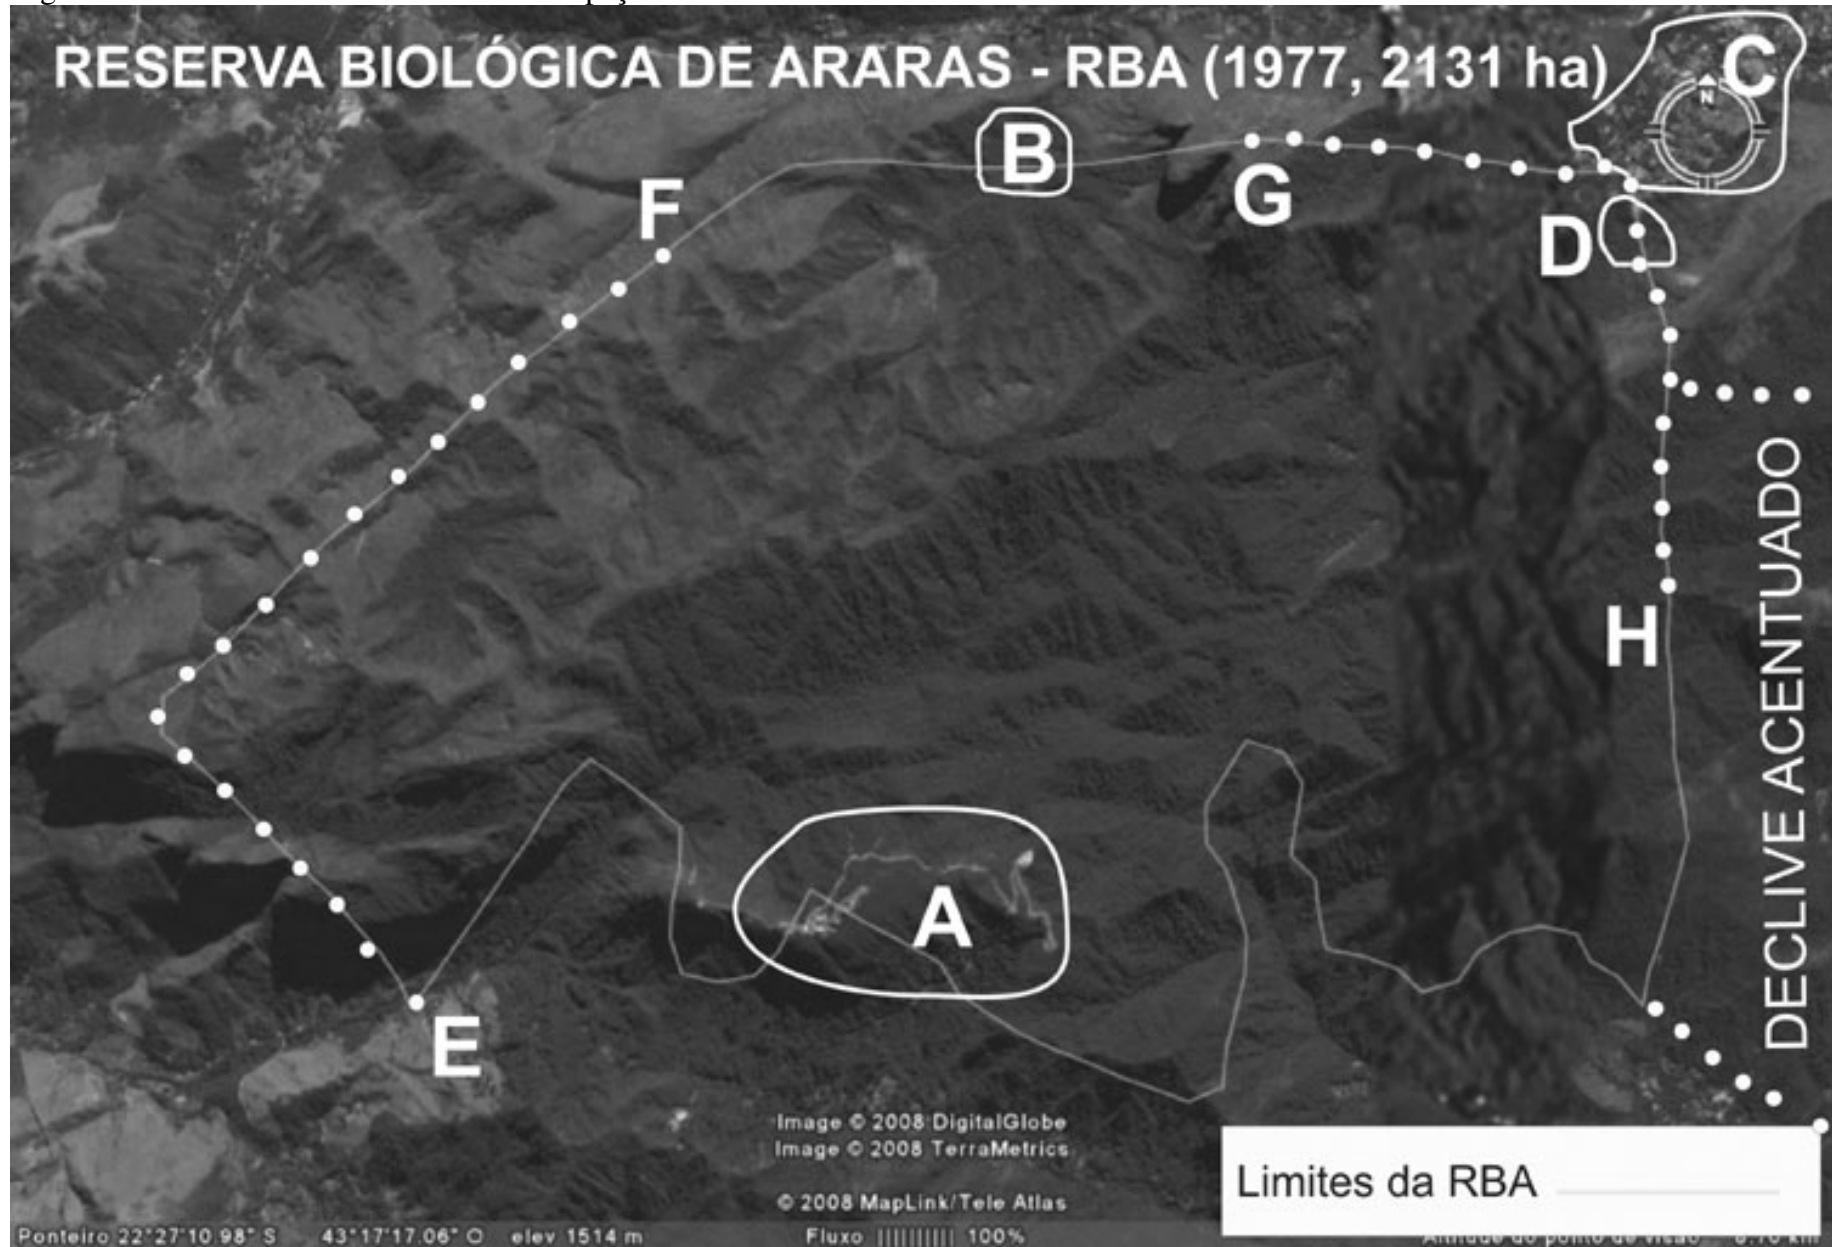 RESERVA BIOLÓGICA DE ARARAS - RBA (1977, 2131 ha)
C
N
B
F
G
D
DECLIVE ACENTUADO
H
A
E
Image © 2008 DigitalGlobe
Image © 2008 TerraMetrics
© 2008 MapLink/Tele Atlas
Limites da RBA
Ponteiro 22°27'10.98" S 43°17'17.06" O elev 1514 m Fluxo 100%